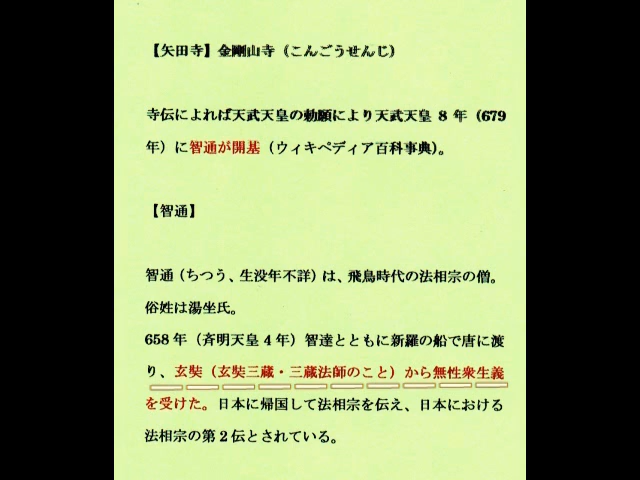 【矢田寺】金剛山寺（こんごうせんじ）
寺伝によれば天武天皇の勅願により天武天皇 8 年（679
年）に智通が開基（ウィキペディア百科事典）。
【智通】
智通（ちつう、生没年不詳）は、飛鳥時代の法相宗の僧。
俗姓は湯坐氏。
658 年（斉明天皇 4 年）智達とともに新羅の船で唐に渡
り、玄奘（玄奘三蔵・三蔵法師のこと）から無性衆生義
を受けた。日本に帰国して法相宗を伝え、日本における
法相宗の第 2 伝とされている。